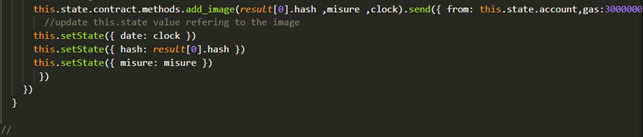 this.state.contract.methods.add_image(result[0].hash ,misure ,clock).send({ from: this.state.account,gas:3000000
//update this.state value refering to the image
this.setState({ date: clock })
this.setState({ hash: result[0].hash })
this.setState({ misure: misure })
})
})
}
//